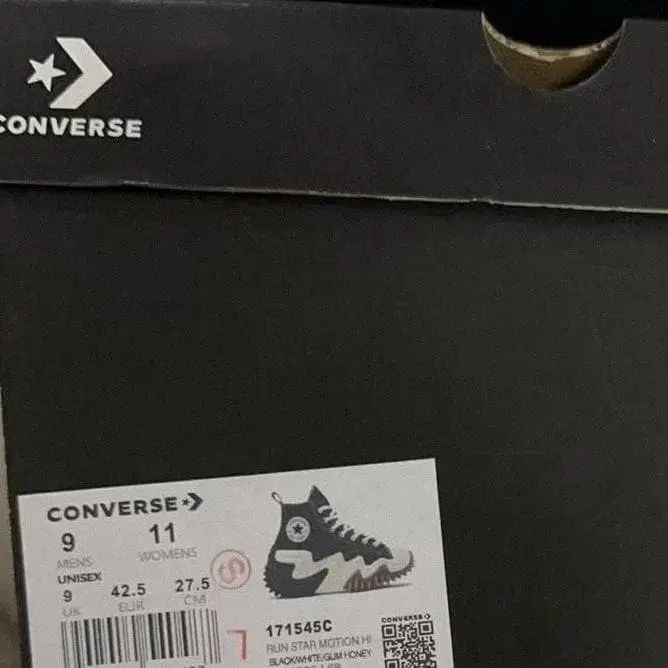 CONVERSE
CONVERSE
9 11
MENS WOMENS
UNISEX
9 42.5 27.5
UK EUR CM
171545C
RUN STAR MOTION HI
BLACK/WHITE/GUM HONEY
CONVERSE